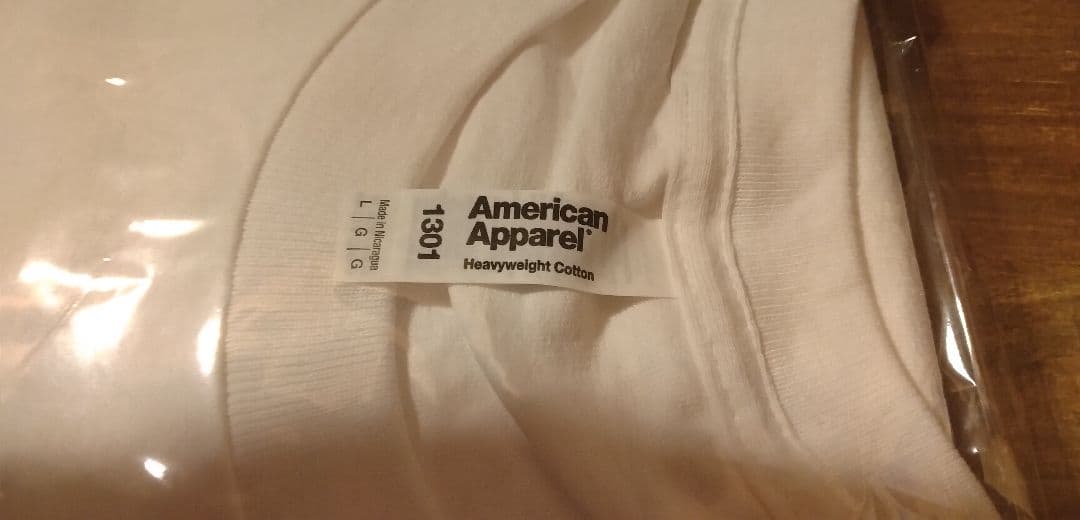 American
Apparel®
Heavyweight Cotton
1301
Made in Nicaragua
L | G | G